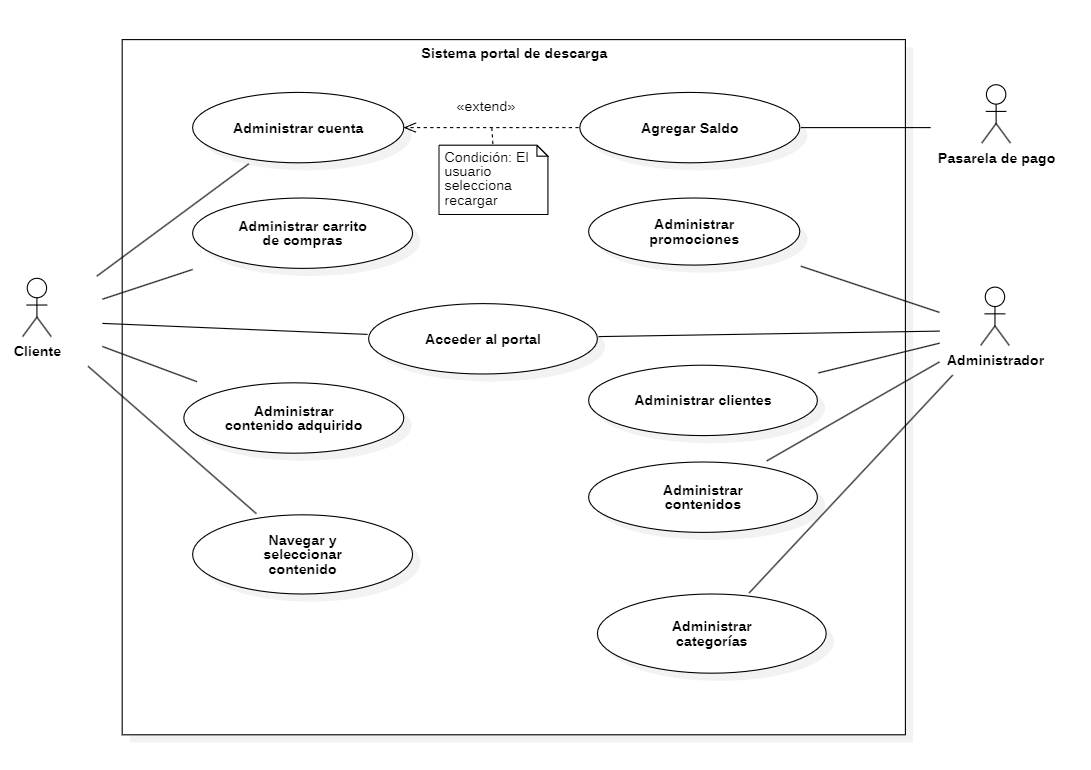 Sistema portal de descarga
Administrar cuenta
«extend»
Agregar Saldo
Pasarela de pago
Condición: El
usuario
selecciona
recargar
Administrar carrito
de compras
Administrar
promociones
Cliente
Acceder al portal
Administrador
Administrar
contenido adquirido
Administrar clientes
Administrar
contenidos
Navegar y
seleccionar
contenido
Administrar
categorías